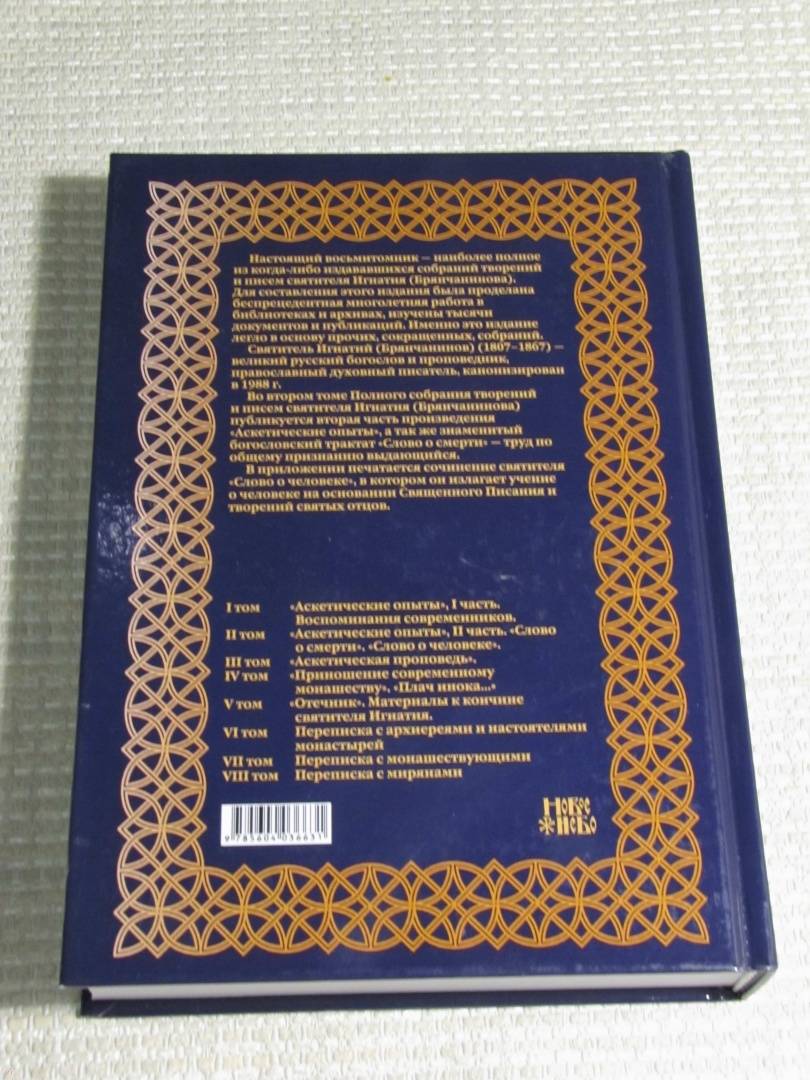 Настоящий восьмитомник — наиболее полное
из когда-либо издававшихся собраний творений
и писем святителя Игнатия (Брянчанинова).
Для составления этого издания была проделана
беспрецедентная многолетняя работа в
библиотеках и архивах, изучены тысячи
документов и публикаций. Именно это издание
легло в основу прочих, сокращенных, собраний.
Святитель Игнатий (Брянчанинов) (1807–1867) —
великий русский богослов и проповедник,
православный духовный писатель, канонизирован
в 1988 г.
Во втором томе Полного собрания творений
и писем святителя Игнатия (Брянчанинова)
публикуется вторая часть произведения
«Аскетические опыты», а так же знаменитый
богословский трактат «Слово о смерти» — труд по
общему признанию выдающийся.
В приложении печатается сочинение святителя
«Слово о человеке», в котором он излагает учение
о человеке на основании Священного Писания и
творений святых отцов.
I том «Аскетические опыты», I часть.
Воспоминания современников.
II том «Аскетические опыты», II часть. «Слово
о смерти». «Слово о человеке».
III том «Аскетическая проповедь».
IV том «Приношение современному
монашеству», «Плач инока...»
V том «Отечник». Материалы к кончине
святителя Игнатия.
VI том Переписка с архиереями и настоятелями
монастырей
VII том Переписка с монашествующими
VIII том Переписка с мирянами
9 785604 036631
Новое
Небо